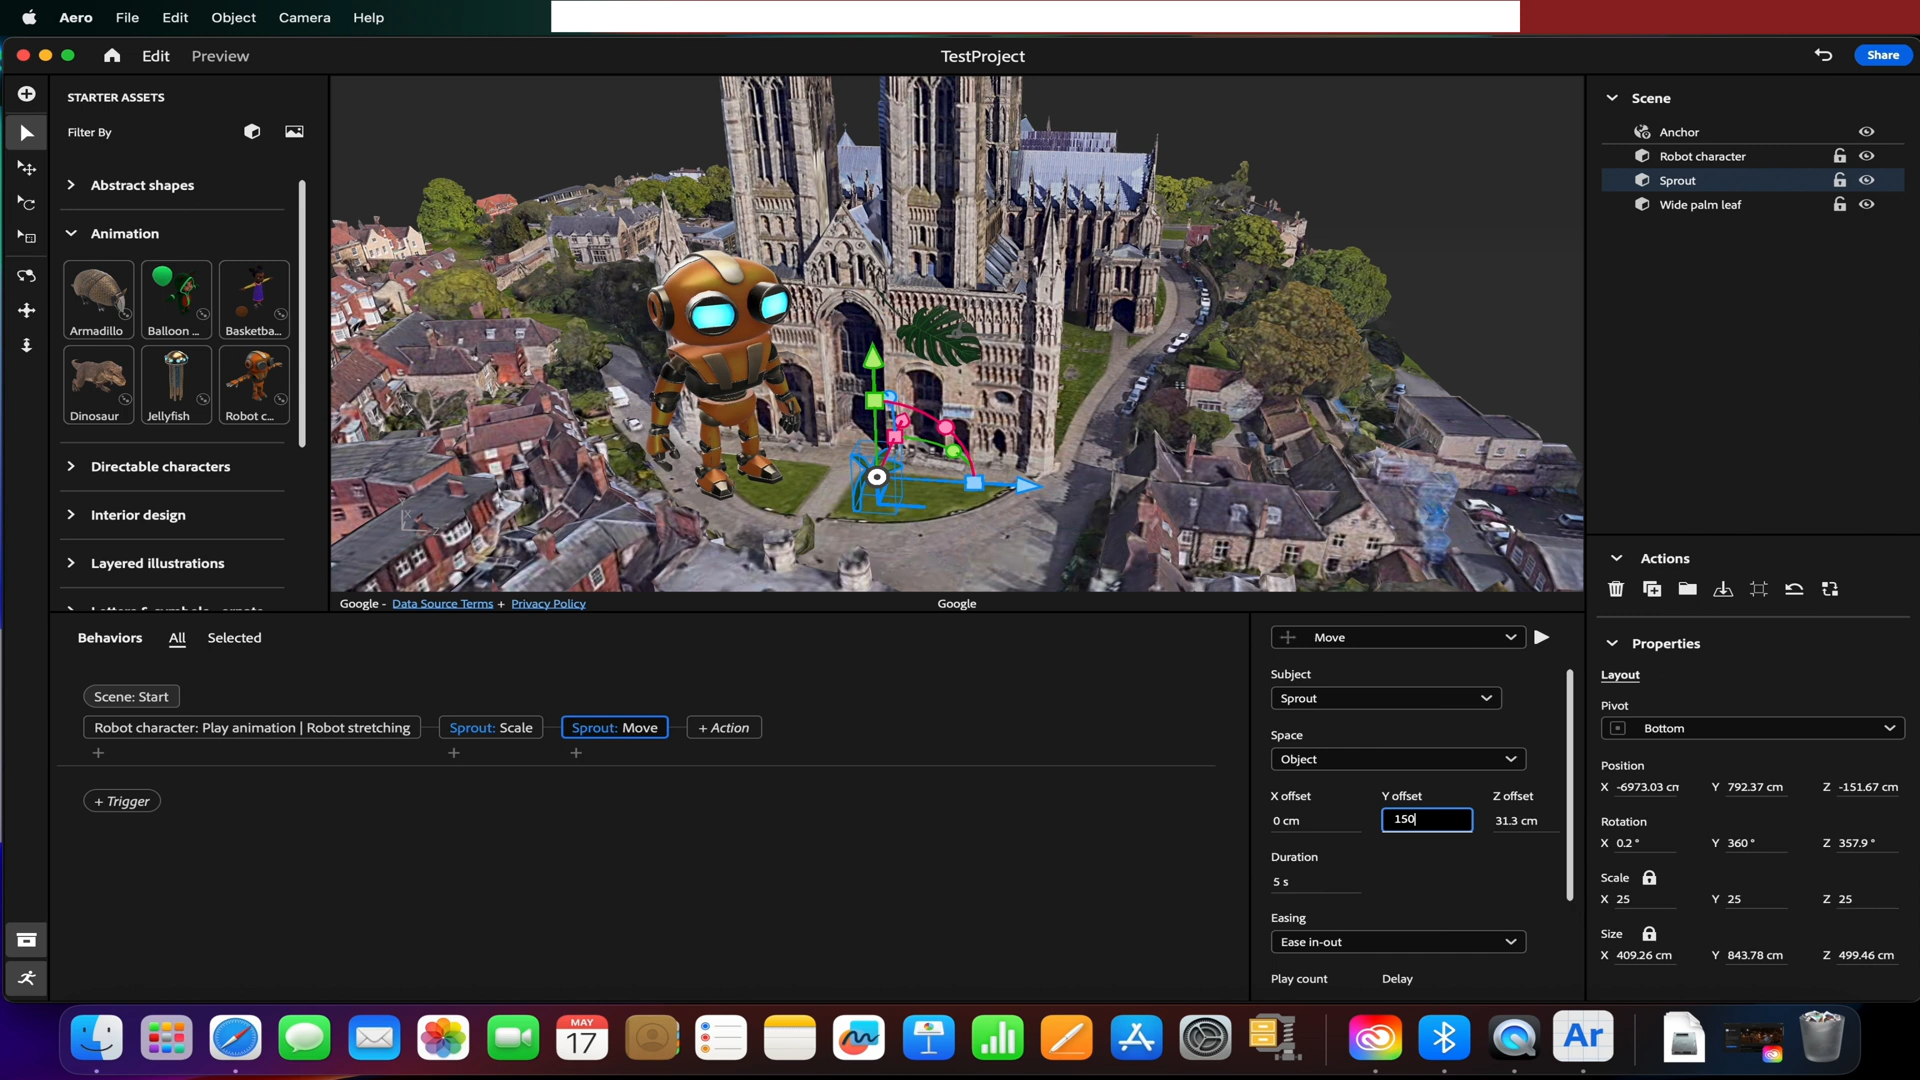 Aero File Edit Object Camera Help
Edit Preview TestProject Share
STARTER ASSETS
Filter By
Abstract shapes
Animation
Armadillo Balloon ... Basketba...
Dinosaur Jellyfish Robot c...
Directable characters
Interior design
Layered illustrations
Google - Data Source Terms + Privacy Policy Google
Scene
Anchor
Robot character
Sprout
Wide palm leaf
Actions
Behaviors All Selected
Scene: Start
Robot character: Play animation | Robot stretching Sprout: Scale Sprout: Move + Action
+ + +
+ Trigger
Move
Subject
Sprout
Space
Object
X offset Y offset Z offset
0 cm 150 31.3 cm
Duration
5 s
Easing
Ease in-out
Play count Delay
Properties
Layout
Pivot
Bottom
Position
X -6973.03 cm Y 792.37 cm Z -151.67 cm
Rotation
X 0.2 ° Y 360 ° Z 357.9 °
Scale
X 25 Y 25 Z 25
Size
X 409.26 cm Y 843.78 cm Z 499.46 cm
MAY
17
Ar